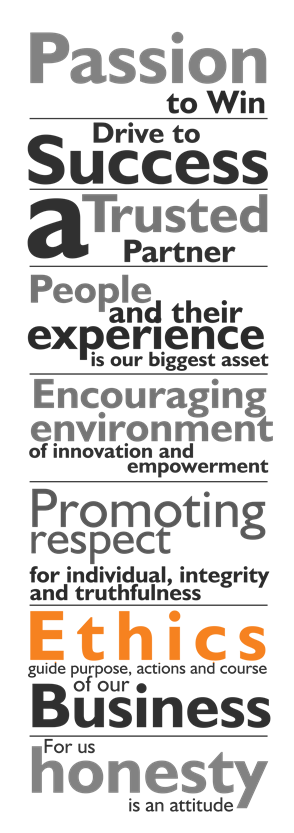 Passion
to Win
Drive to
Success
a Trusted
Partner
People
and their
experience
is our biggest asset
Encouraging
environment
of innovation and
empowerment
Promoting
respect
for individual, integrity
and truthfulness
Ethics
guide purpose, actions and course
of our
Business
For us
honesty
is an attitude